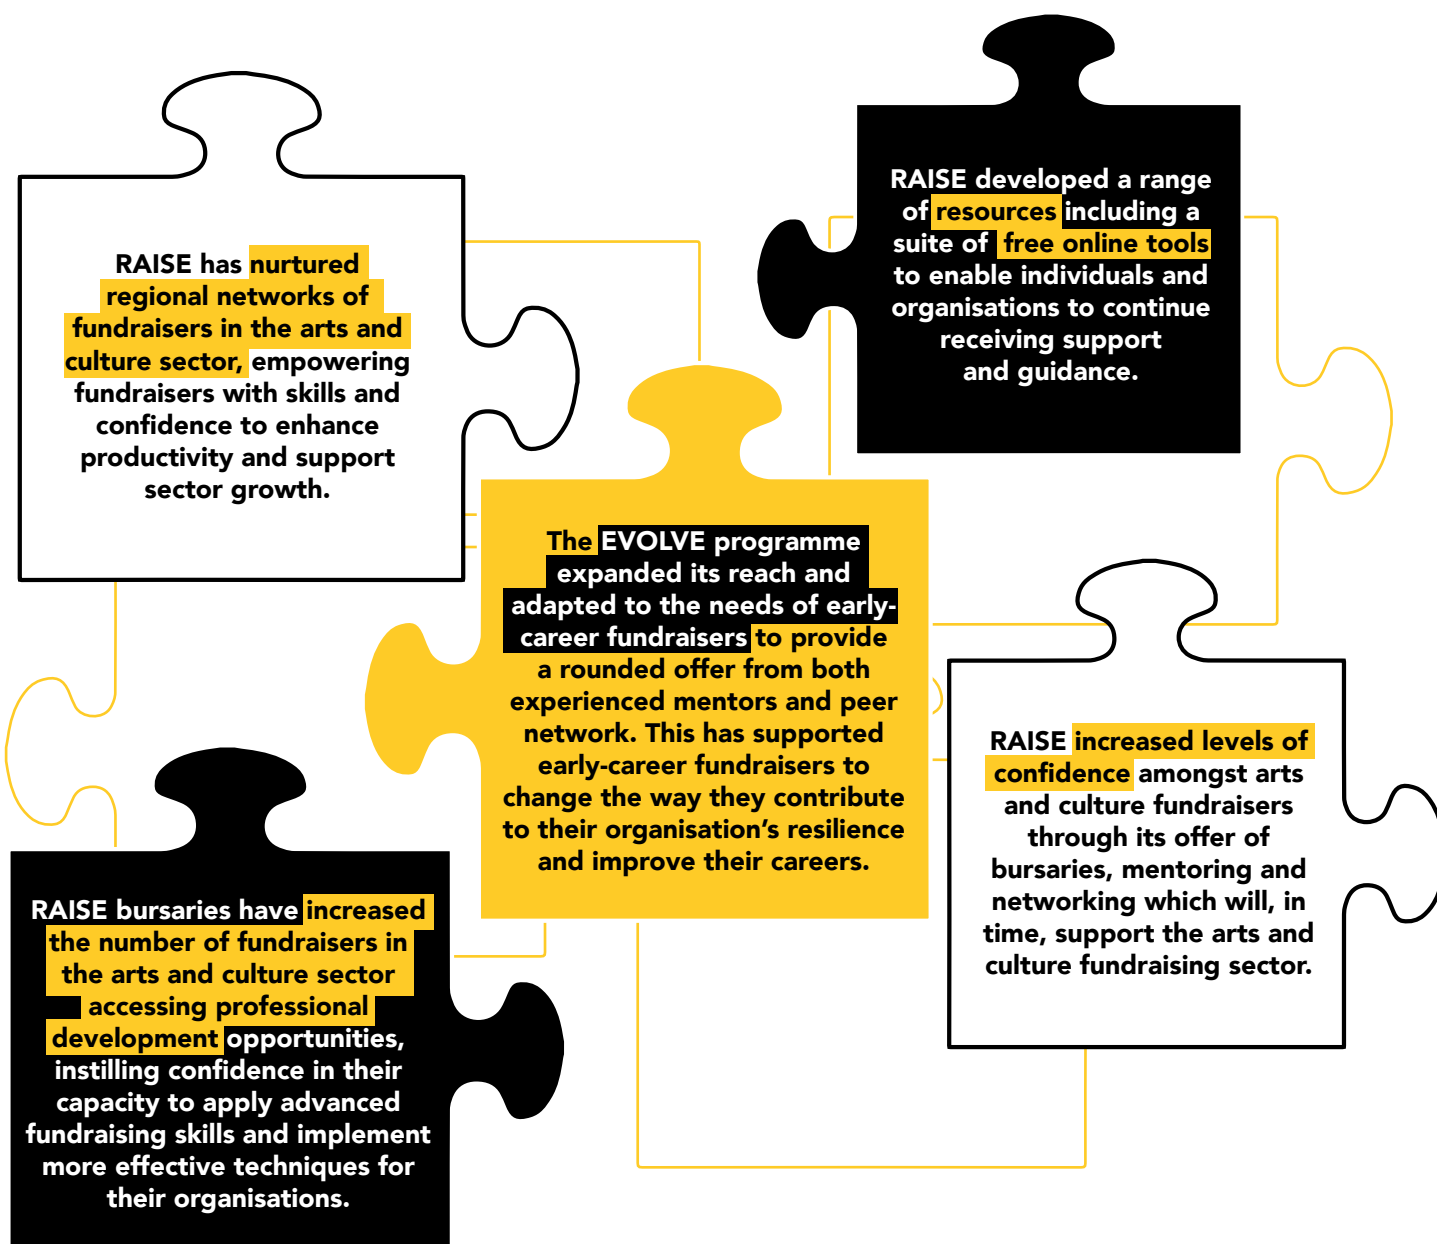 RAISE has nurtured
regional networks of
fundraisers in the arts and
culture sector, empowering
fundraisers with skills and
confidence to enhance
productivity and support
sector growth.
RAISE developed a range
of resources including a
suite of free online tools
to enable individuals and
organisations to continue
receiving support
and guidance.
The EVOLVE programme
expanded its reach and
adapted to the needs of early-
career fundraisers to provide
a rounded offer from both
experienced mentors and peer
network. This has supported
early-career fundraisers to
change the way they contribute
to their organisation’s resilience
and improve their careers.
RAISE increased levels of
confidence amongst arts
and culture fundraisers
through its offer of
bursaries, mentoring and
networking which will, in
time, support the arts and
culture fundraising sector.
RAISE bursaries have increased
the number of fundraisers in
the arts and culture sector
accessing professional
development opportunities,
instilling confidence in their
capacity to apply advanced
fundraising skills and implement
more effective techniques for
their organisations.